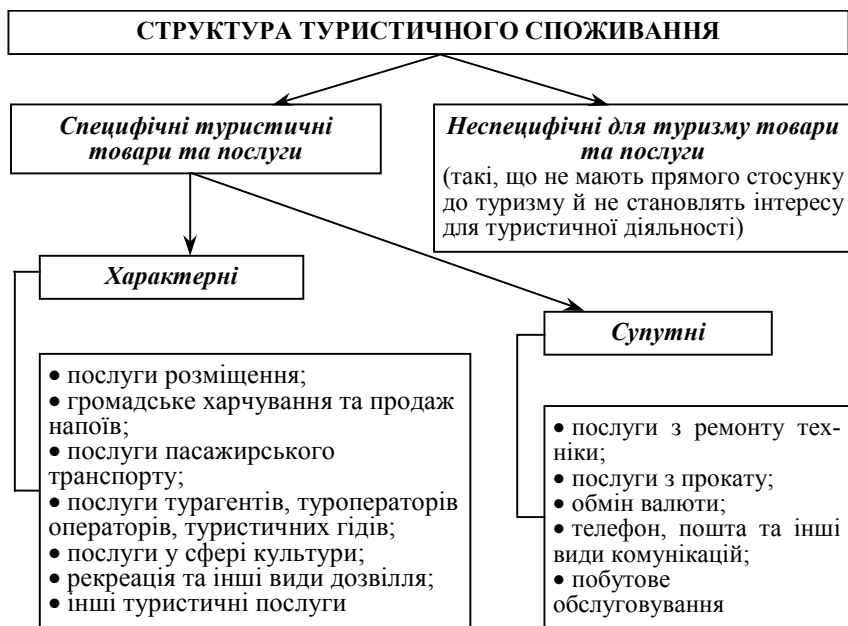 СТРУКТУРА ТУРИСТИЧНОГО СПОЖИВАННЯ
Специфічні туристичні
товари та послуги
Неспецифічні для туризму товари
та послуги
(такі, що не мають прямого стосунку
до туризму й не становлять інтересу
для туристичної діяльності)
Характерні
• послуги розміщення;
• громадське харчування та продаж
напоїв;
• послуги пасажирського
транспорту;
• послуги турагентів, туроператорів
операторів, туристичних гідів;
• послуги у сфері культури;
• рекреація та інші види дозвілля;
• інші туристичні послуги
Супутні
• послуги з ремонту тех-
ніки;
• послуги з прокату;
• обмін валюти;
• телефон, пошта та інші
види комунікацій;
• побутове
обслуговування